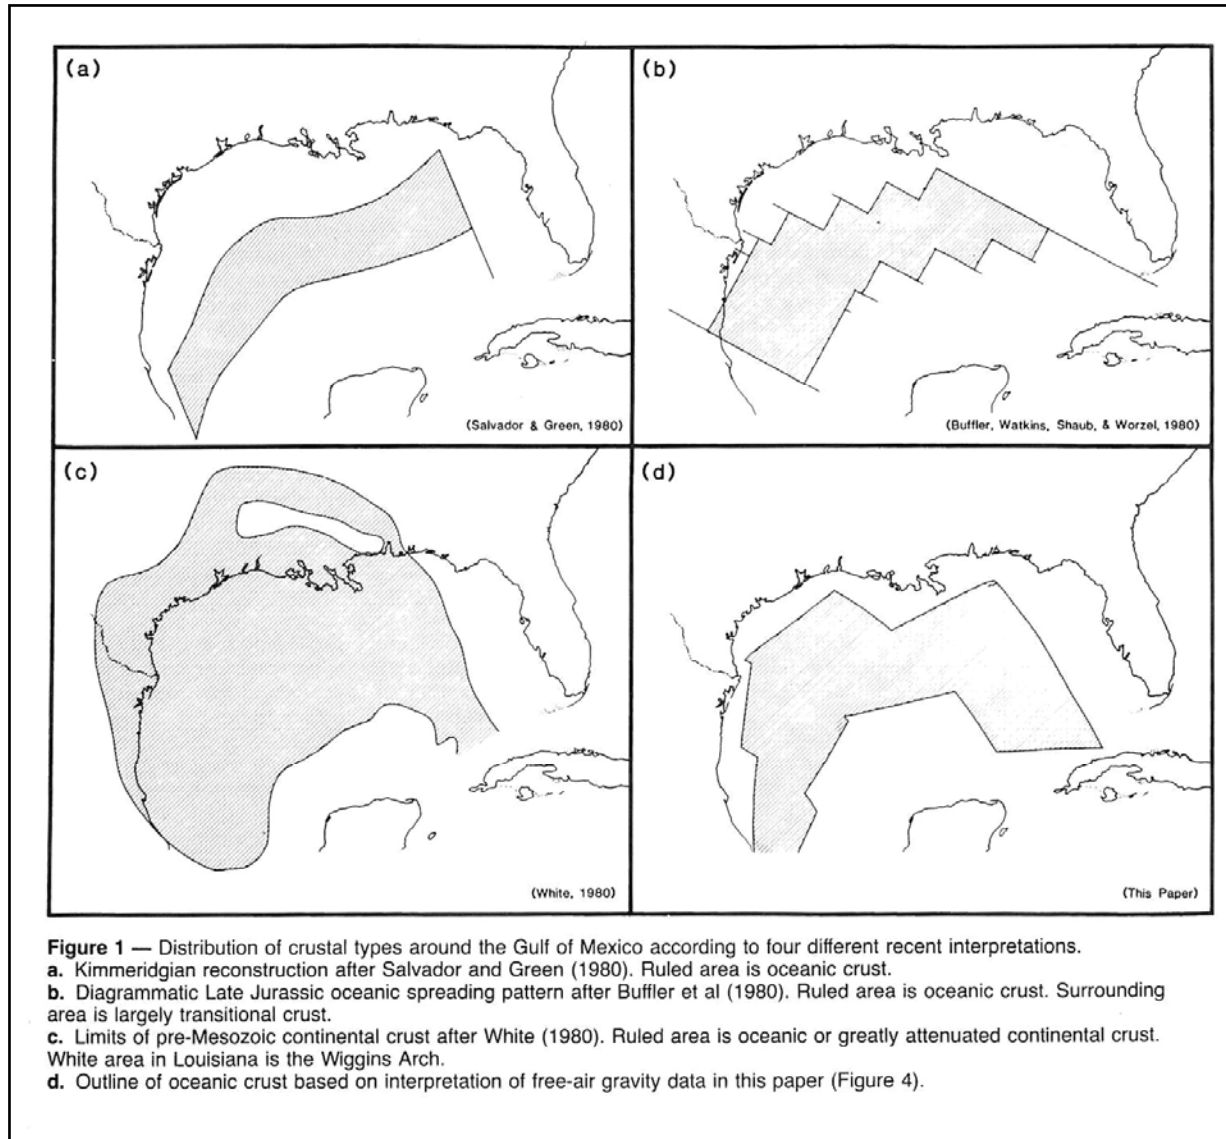 (a)
(b)
(Salvador & Green, 1980)
(Buffler, Watkins, Shaub, & Worzel, 1980)
(c)
(d)
(White, 1980)
(This Paper)
Figure 1 — Distribution of crustal types around the Gulf of Mexico according to four different recent interpretations.
a. Kimmeridgian reconstruction after Salvador and Green (1980). Ruled area is oceanic crust.
b. Diagrammatic Late Jurassic oceanic spreading pattern after Buffler et al (1980). Ruled area is oceanic crust. Surrounding
area is largely transitional crust.
c. Limits of pre-Mesozoic continental crust after White (1980). Ruled area is oceanic or greatly attenuated continental crust.
White area in Louisiana is the Wiggins Arch.
d. Outline of oceanic crust based on interpretation of free-air gravity data in this paper (Figure 4).